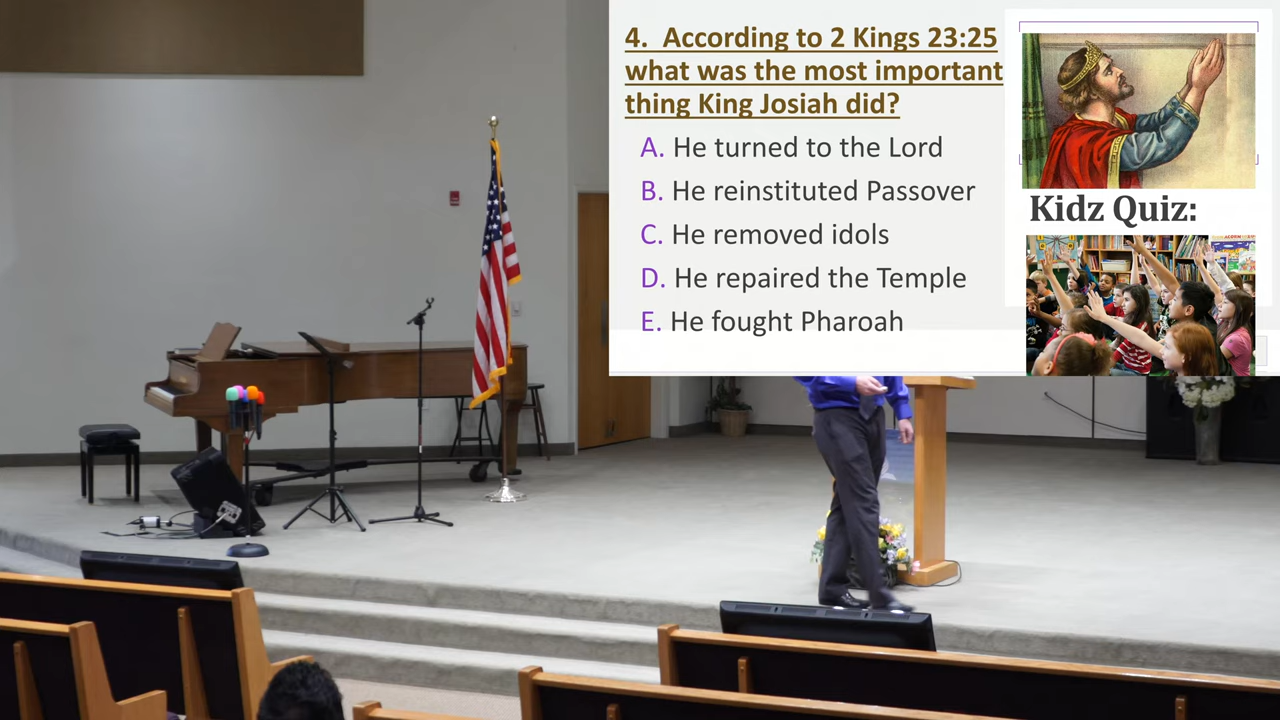 4. According to 2 Kings 23:25
what was the most important
thing King Josiah did?
A. He turned to the Lord
B. He reinstituted Passover
C. He removed idols
D. He repaired the Temple
E. He fought Pharoah
Kidz Quiz: